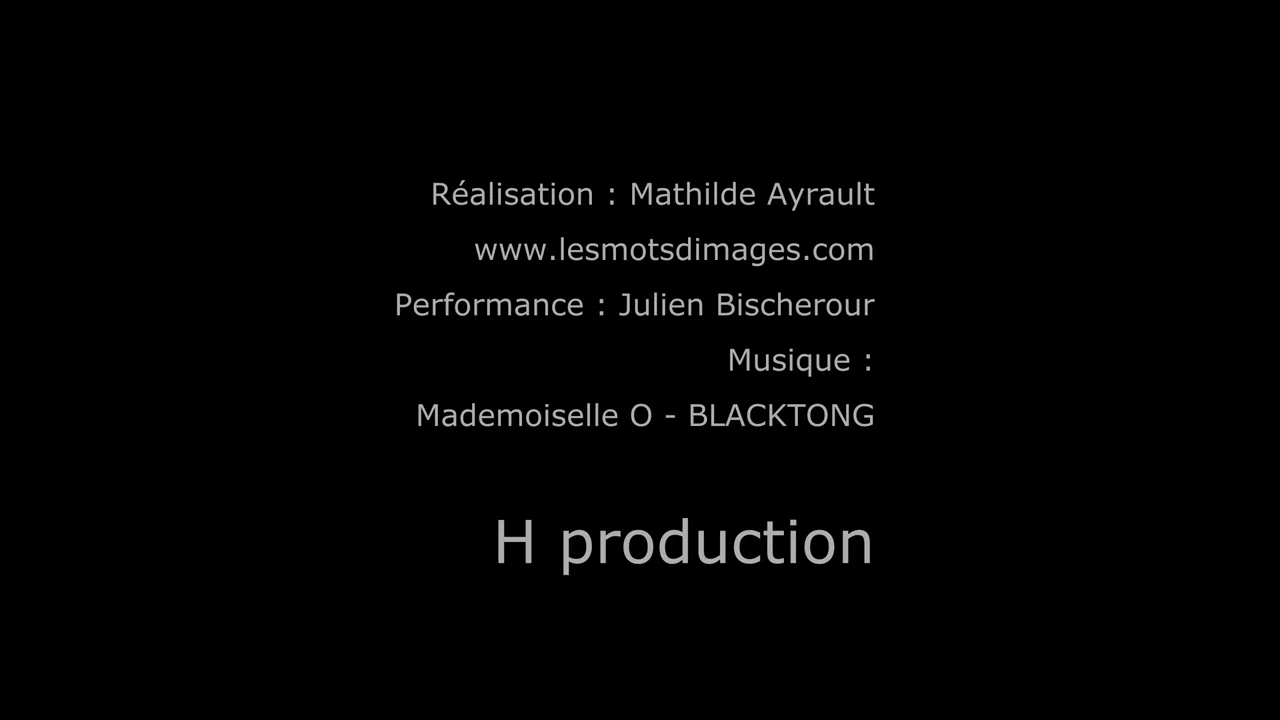 Réalisation : Mathilde Ayrault
www.lesmotsdimages.com
Performance : Julien Bischerour
Musique :
Mademoiselle O - BLACKTONG
H production